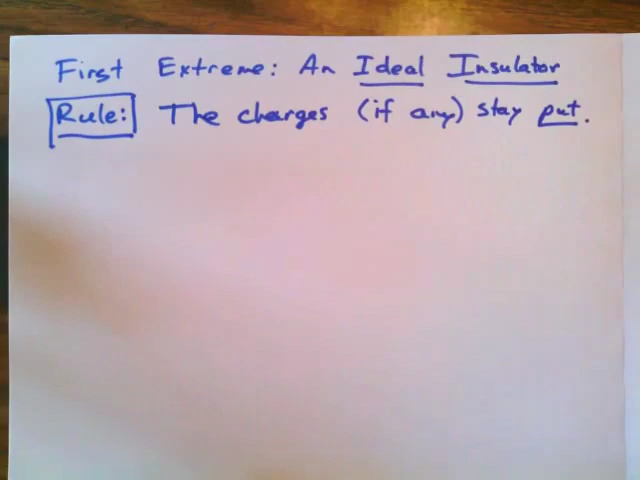 First Extreme: An Ideal Insulator
Rule: The charges (if any) stay put.